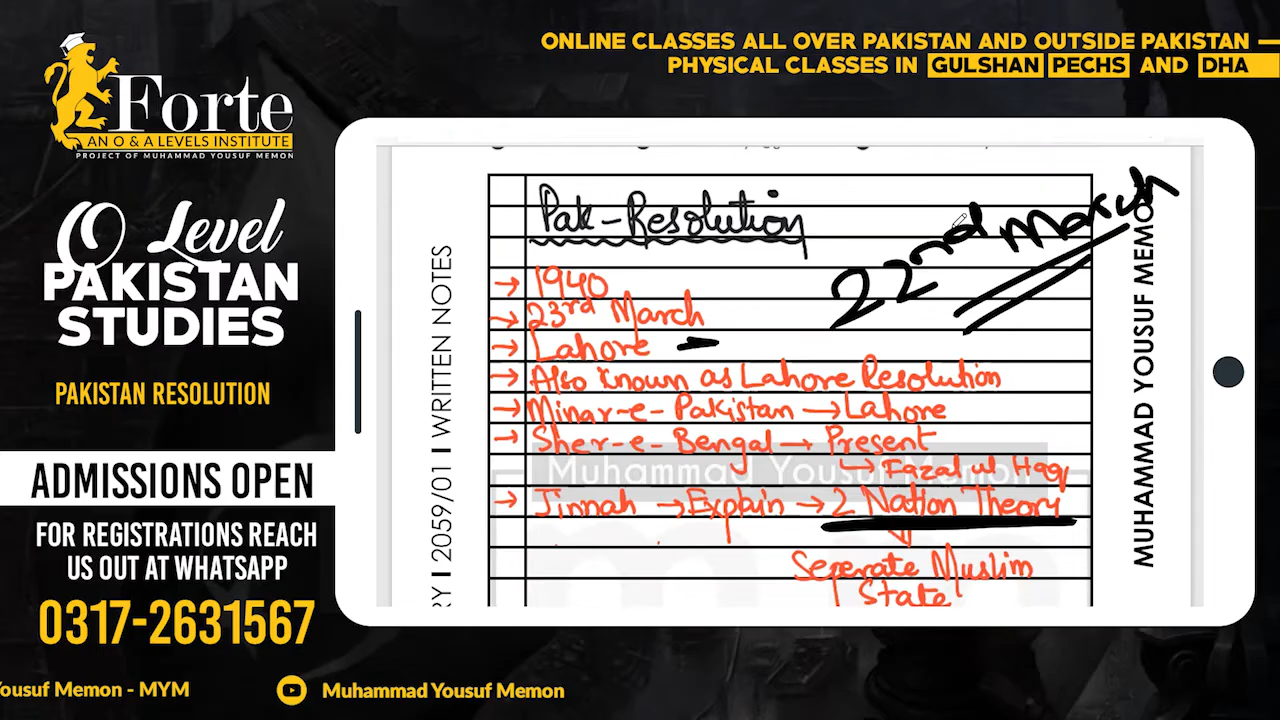 Forte
AN O & A LEVELS INSTITUTE
PROJECT OF MUHAMMAD YOUSUF MEMON
ONLINE CLASSES ALL OVER PAKISTAN AND OUTSIDE PAKISTAN
PHYSICAL CLASSES IN GULSHAN PECHS AND DHA
O Level
PAKISTAN
STUDIES
PAKISTAN RESOLUTION
ADMISSIONS OPEN
FOR REGISTRATIONS REACH
US OUT AT WHATSAPP
0317-2631567
RY I 2059/01 I WRITTEN NOTES
Pak-Resolution
22nd March
→ 1940
→ 23rd March
→ Lahore
→ Also known as Lahore Resolution
→ Minar-e-Pakistan → Lahore
→ Sher-e-Bengal → Present
↳ Fazal ul Haq
Muhammad Yousuf Memon
→ Jinnah → Explain → 2 Nation Theory
Seperate Muslim
State
MUHAMMAD YOUSUF MEMON
Yousuf Memon - MYM
Muhammad Yousuf Memon